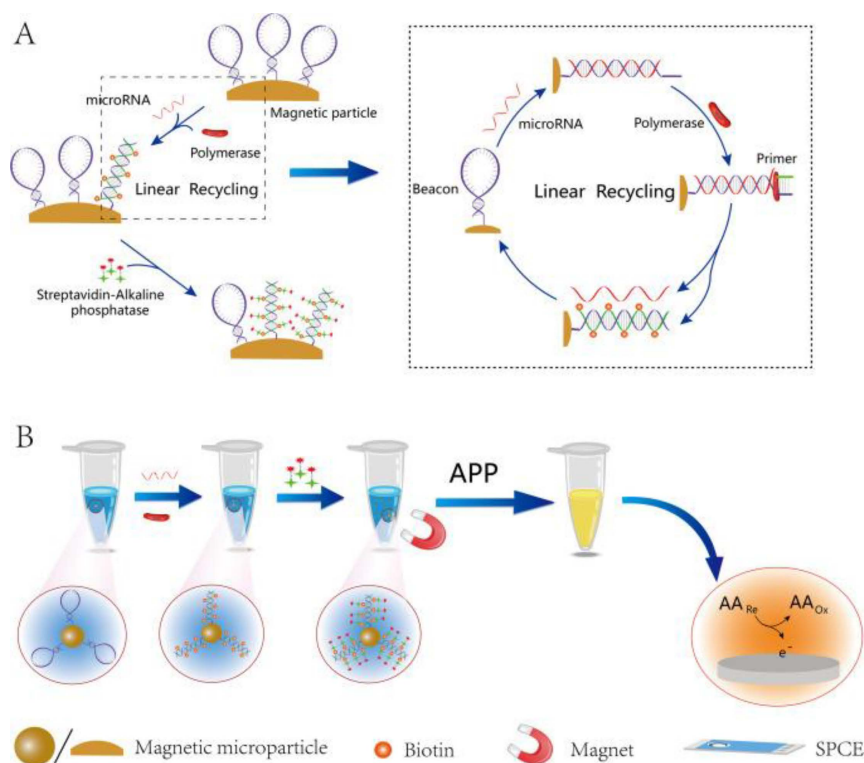 A
microRNA
Magnetic particle
Polymerase
Linear Recycling
Streptavidin-Alkaline
phosphatase
microRNA
Polymerase
Primer
Beacon
Linear Recycling
B
APP
AA Re
AA Ox
e⁻
Magnetic microparticle
Biotin
Magnet
SPCE